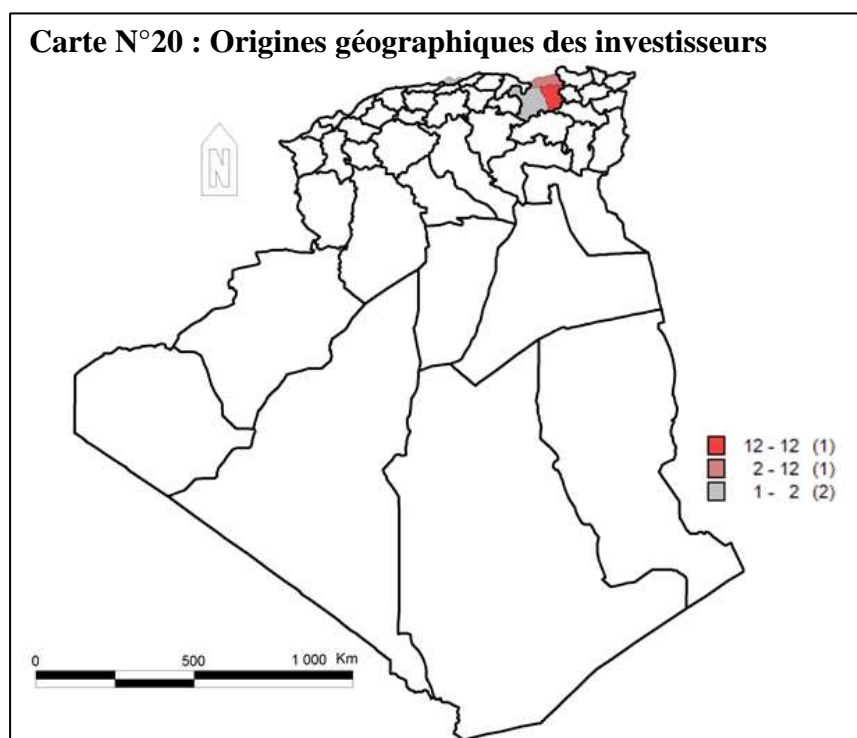 Carte N°20 : Origines géographiques des investisseurs
N
12 - 12 (1)
2 - 12 (1)
1 - 2 (2)
0 500 1 000 Km